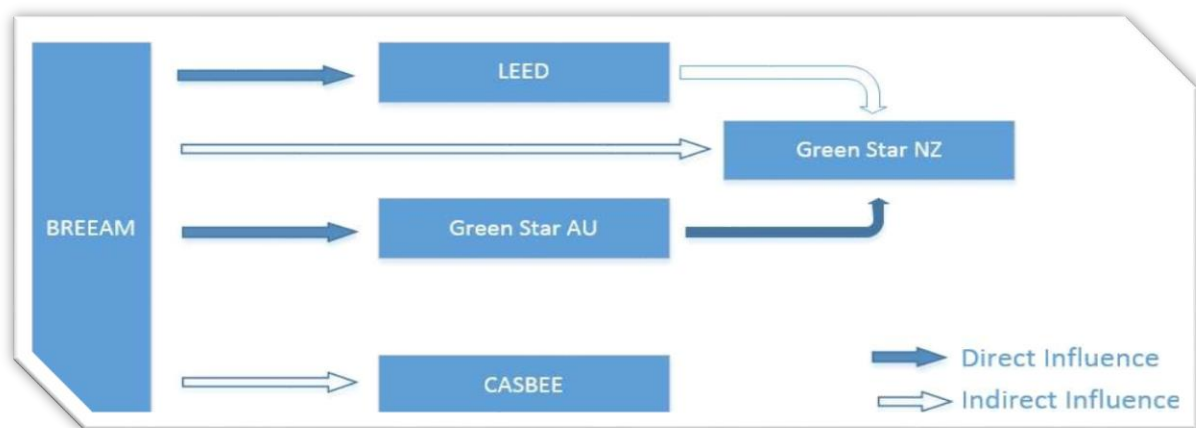 LEED
Green Star NZ
BREEAM
Green Star AU
CASBEE
Direct Influence
Indirect Influence